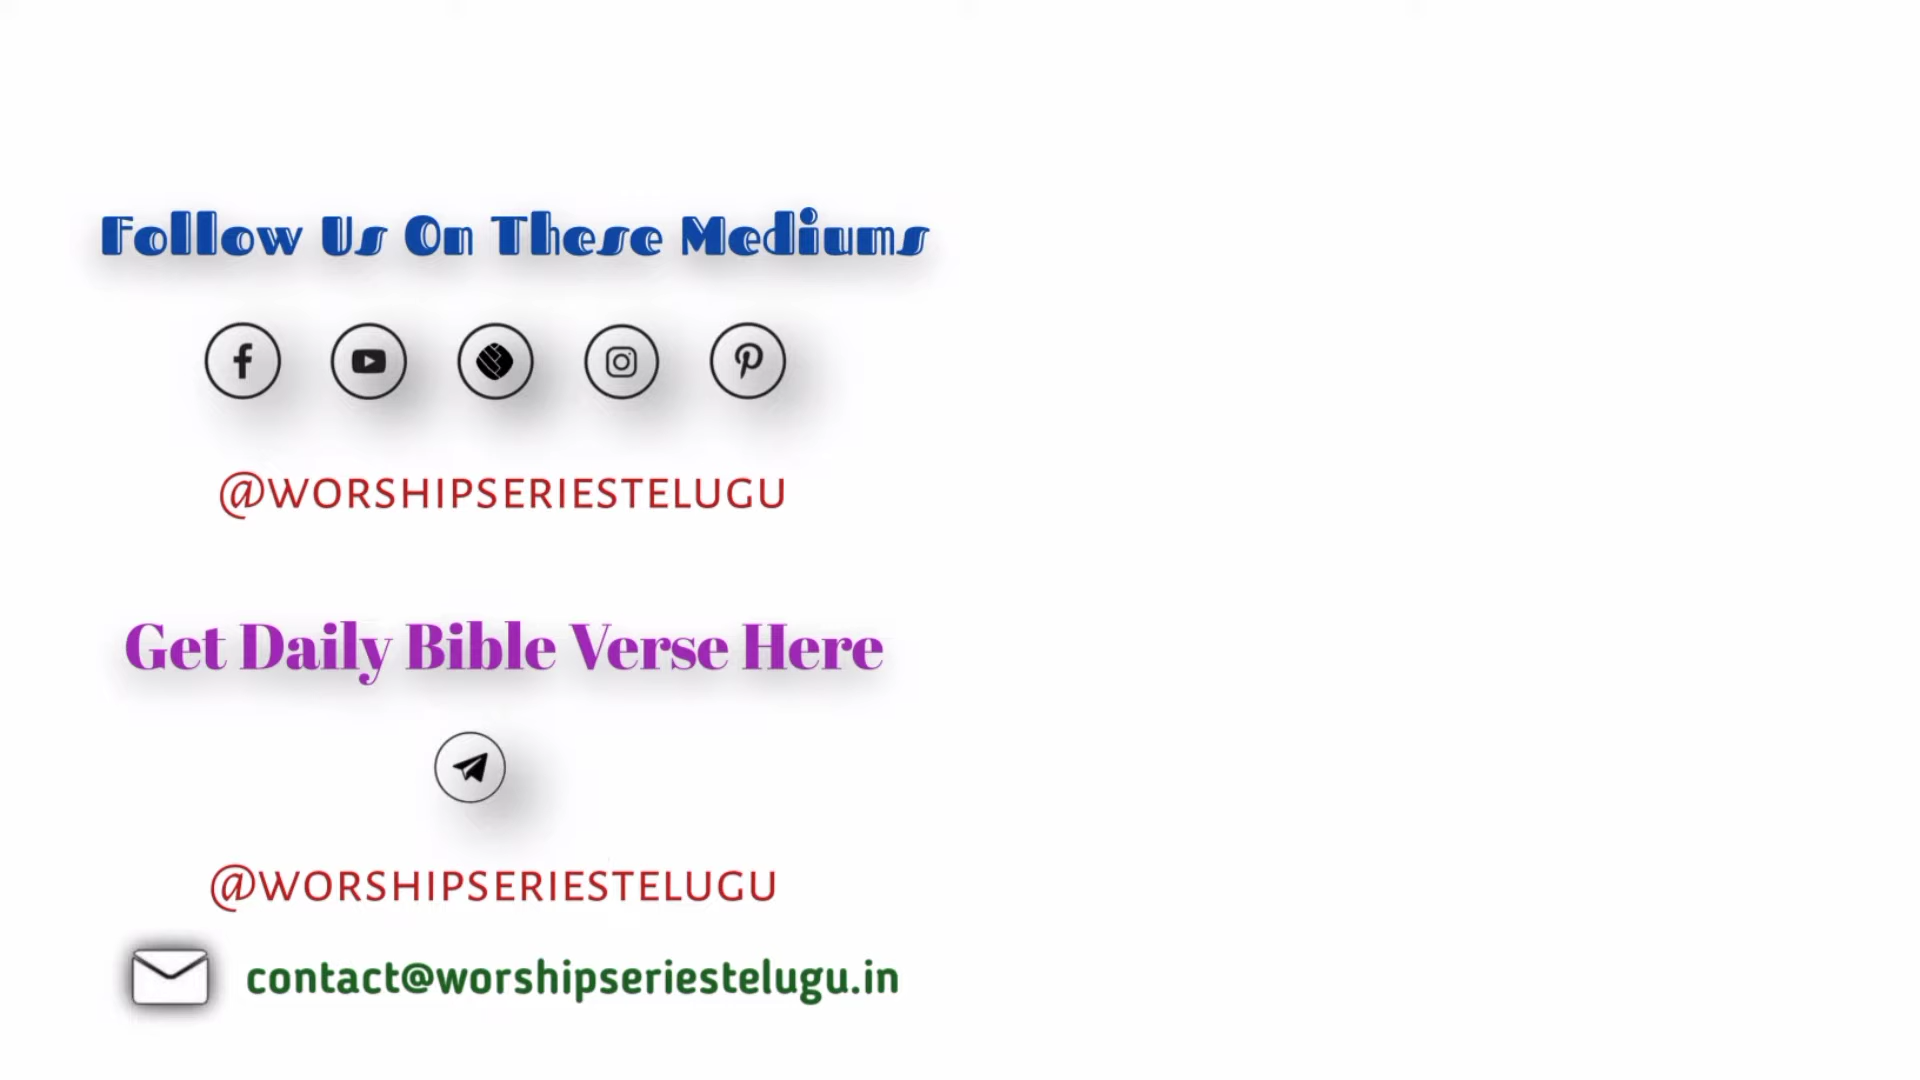 Follow Us On These Mediums
@WORSHIPSERIESTELUGU
Get Daily Bible Verse Here
@WORSHIPSERIESTELUGU
contact@worshipseriestelugu.in